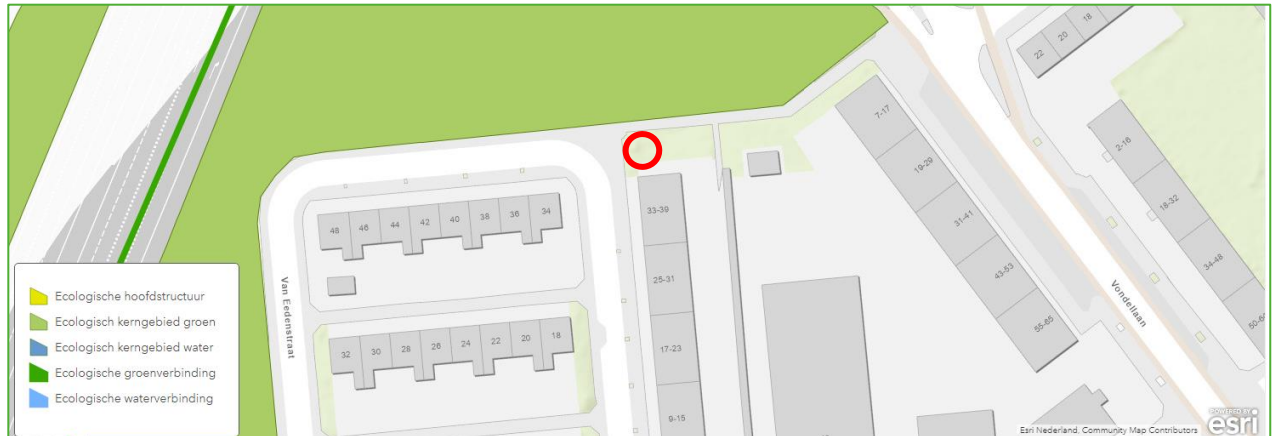 22 20 18
7-17
19-29
31-41
43-53
55-65
2-16
18-32
34-48
33-39
25-31
17-23
9-15
48 46 44 42 40 38 36 34
32 30 28 26 24 22 20 18
Van Eedenstraat
Vondellaan
Ecologische hoofdstructuur
Ecologisch kerngebied groen
Ecologisch kerngebied water
Ecologische groenverbinding
Ecologische waterverbinding
Esri Nederland, Community Map Contributors
POWERED BY
esri